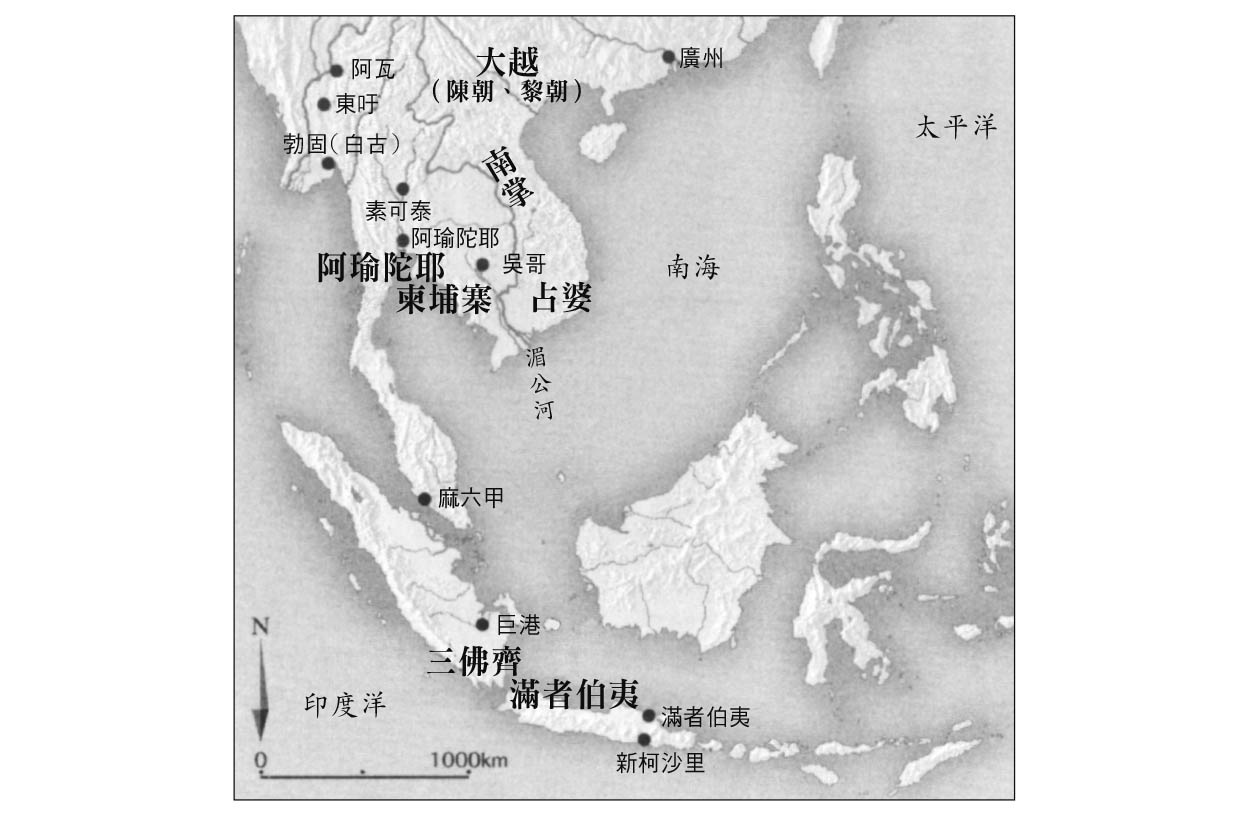 大越
（陳朝、黎朝）
廣州
阿瓦
東吁
勃固（白古）
太平洋
南掌
素可泰
阿瑜陀耶
阿瑜陀耶
吳哥
南海
柬埔寨
占婆
湄公河
麻六甲
巨港
三佛齊
滿者伯夷
滿者伯夷
新柯沙里
印度洋
N
0 1000km